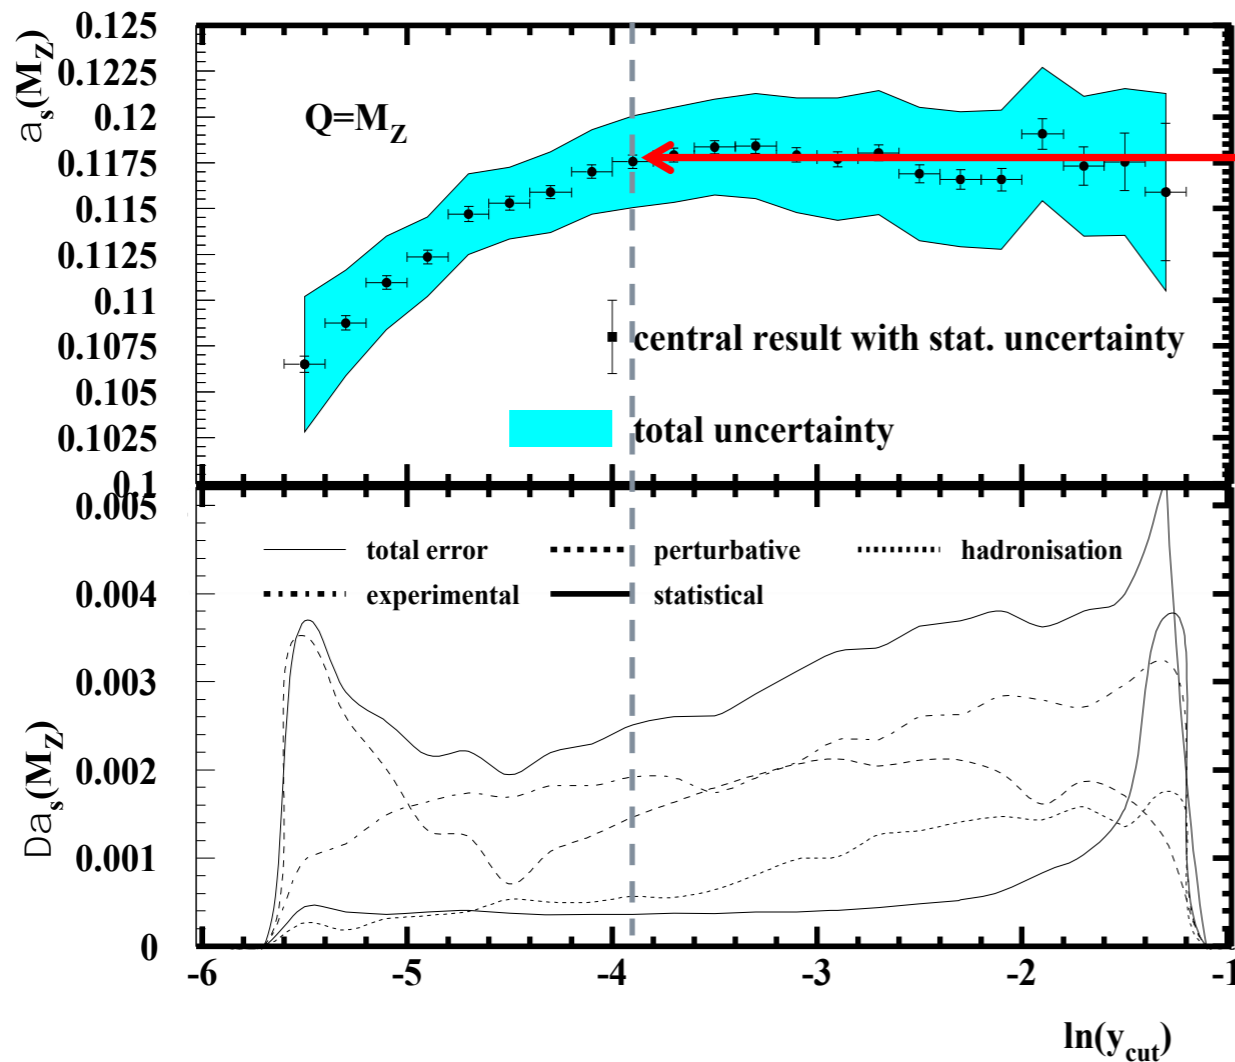 a_s(M_Z)
0.125
0.1225
0.12
0.1175
0.115
0.1125
0.11
0.1075
0.105
0.1025
0.1
Q=M_Z
central result with stat. uncertainty
total uncertainty
Da_s(M_Z)
0.005
0.004
0.003
0.002
0.001
0
total error
perturbative
hadronisation
experimental
statistical
-6 -5 -4 -3 -2 -1
ln(y_cut)